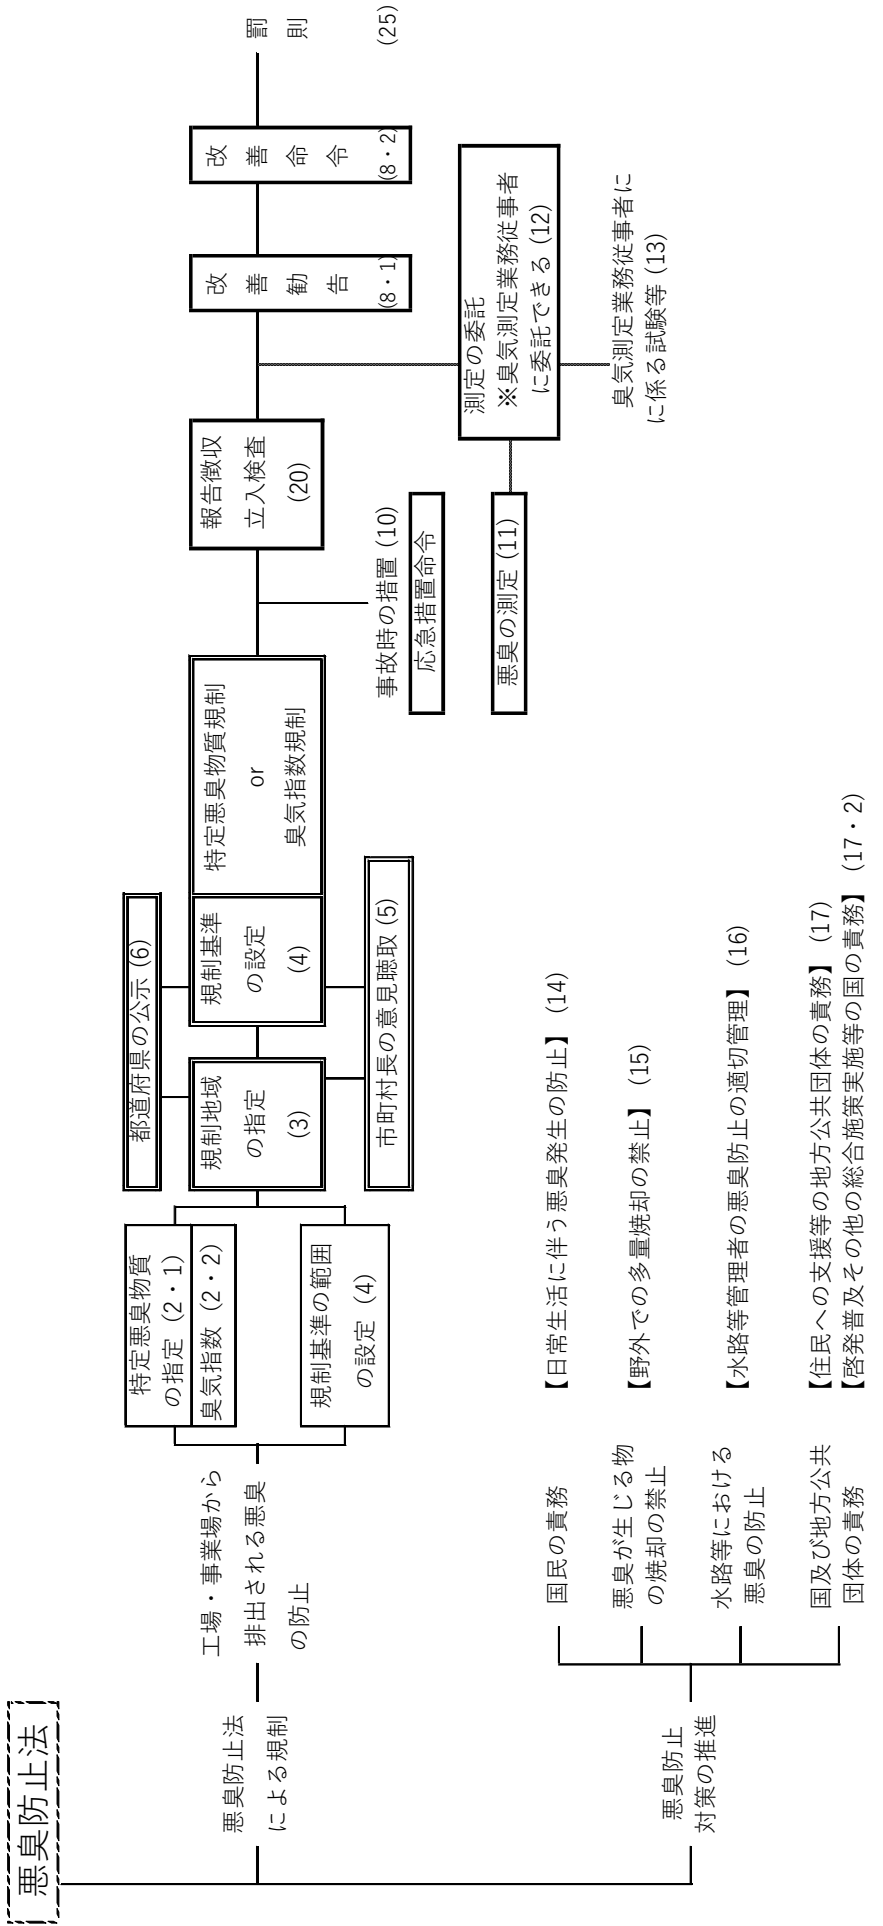 悪臭防止法
悪臭防止法
による規制
工場・事業場から
排出される悪臭
の防止
特定悪臭物質
の指定 (2・1)
臭気指数 (2・2)
規制基準の範囲
の設定 (4)
都道府県の公示 (6)
規制地域
の指定
(3)
規制基準
の設定
(4)
市町村長の意見聴取 (5)
特定悪臭物質規制
or
臭気指数規制
事故時の措置 (10)
応急措置命令
報告徴収
立入検査
(20)
悪臭の測定 (11)
測定の委託
※臭気測定業務従事者
に委託できる (12)
臭気測定業務従事者に
に係る試験等 (13)
改善勧告
(8・1)
改善命令
(8・2)
罰則
(25)
悪臭防止
対策の推進
国民の責務
【日常生活に伴う悪臭発生の防止】 (14)
悪臭が生じる物
の焼却の禁止
【野外での多量焼却の禁止】 (15)
水路等における
悪臭の防止
【水路等管理者の悪臭防止の適切管理】 (16)
国及び地方公共
団体の責務
【住民への支援等の地方公共団体の責務】 (17)
【啓発普及その他の総合施策実施等の国の責務】 (17・2)